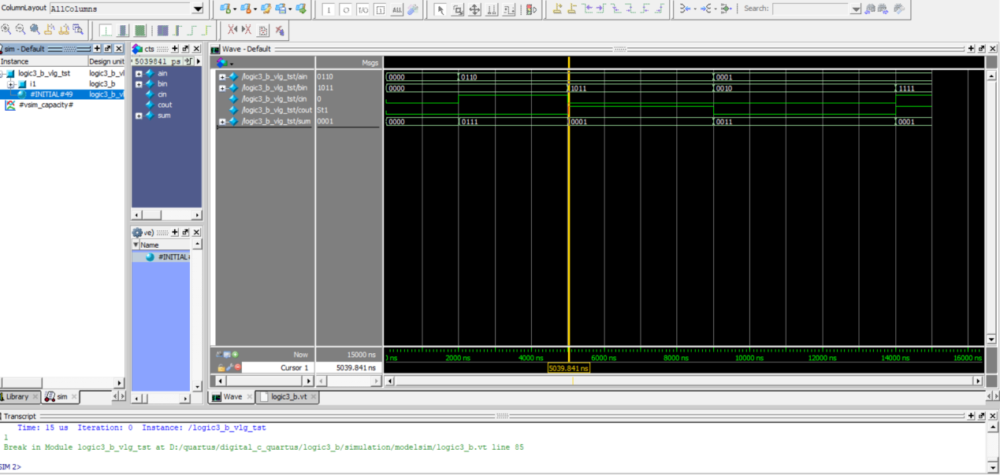 ColumnLayout AllColumns
Search:
sim - Default
Instance Design unit
logic3_b_vlg_tst logic3_b_vl
i1 logic3_b
#INITIAL#49 logic3_b_vl
#vsim_capacity#
cts
5039841 ps
ain
bin
cin
cout
sum
ve)
Name
#INITIAL#
Wave - Default
Msgs
/logic3_b_vlg_tst/ain 0110 0000 0110 0001
/logic3_b_vlg_tst/bin 1011 0000 1011 0010 1111
/logic3_b_vlg_tst/cin 0
/logic3_b_vlg_tst/cout St1
/logic3_b_vlg_tst/sum 0001 0000 0111 0001 0011 0001
Now 15000 ns
ns 2000 ns 4000 ns 6000 ns 8000 ns 10000 ns 12000 ns 14000 ns 16000 ns
Cursor 1 5039.841 ns 5039.841 ns
Library sim
Wave logic3_b.vt
Transcript
Time: 15 us Iteration: 0 Instance: /logic3_b_vlg_tst
1
Break in Module logic3_b_vlg_tst at D:/quartus/digital_c_quartus/logic3_b/simulation/modelsim/logic3_b.vt line 85
SIM 2>